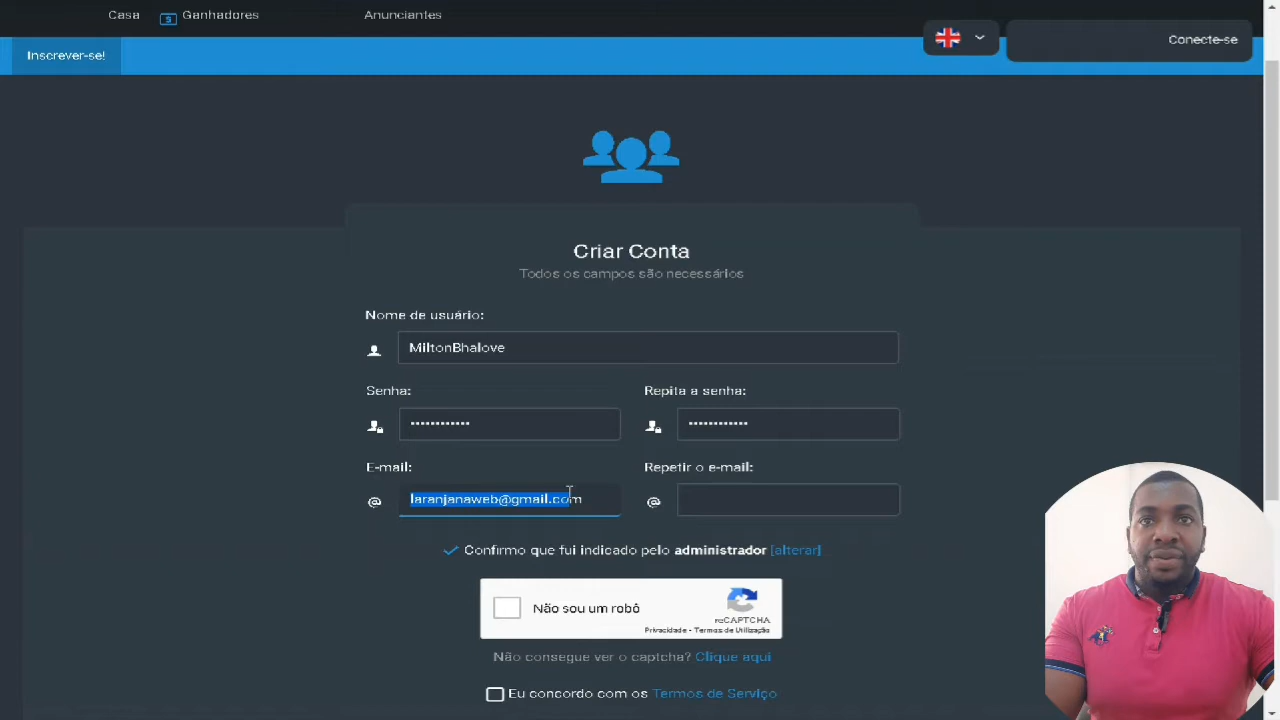 Casa
Ganhadores
Anunciantes
Conecte-se
Inscrever-se!
Criar Conta
Todos os campos são necessários
Nome de usuário:
MiltonBhalove
Senha:
Repita a senha:
••••••••••••
••••••••••••
E-mail:
Repetir o e-mail:
@ laranjanaweb@gmail.com
@
Confirmo que fui indicado pelo administrador [alterar]
Não sou um robô
reCAPTCHA
Privacidade - Termos de Utilização
Não consegue ver o captcha? Clique aqui
Eu concordo com os Termos de Serviço